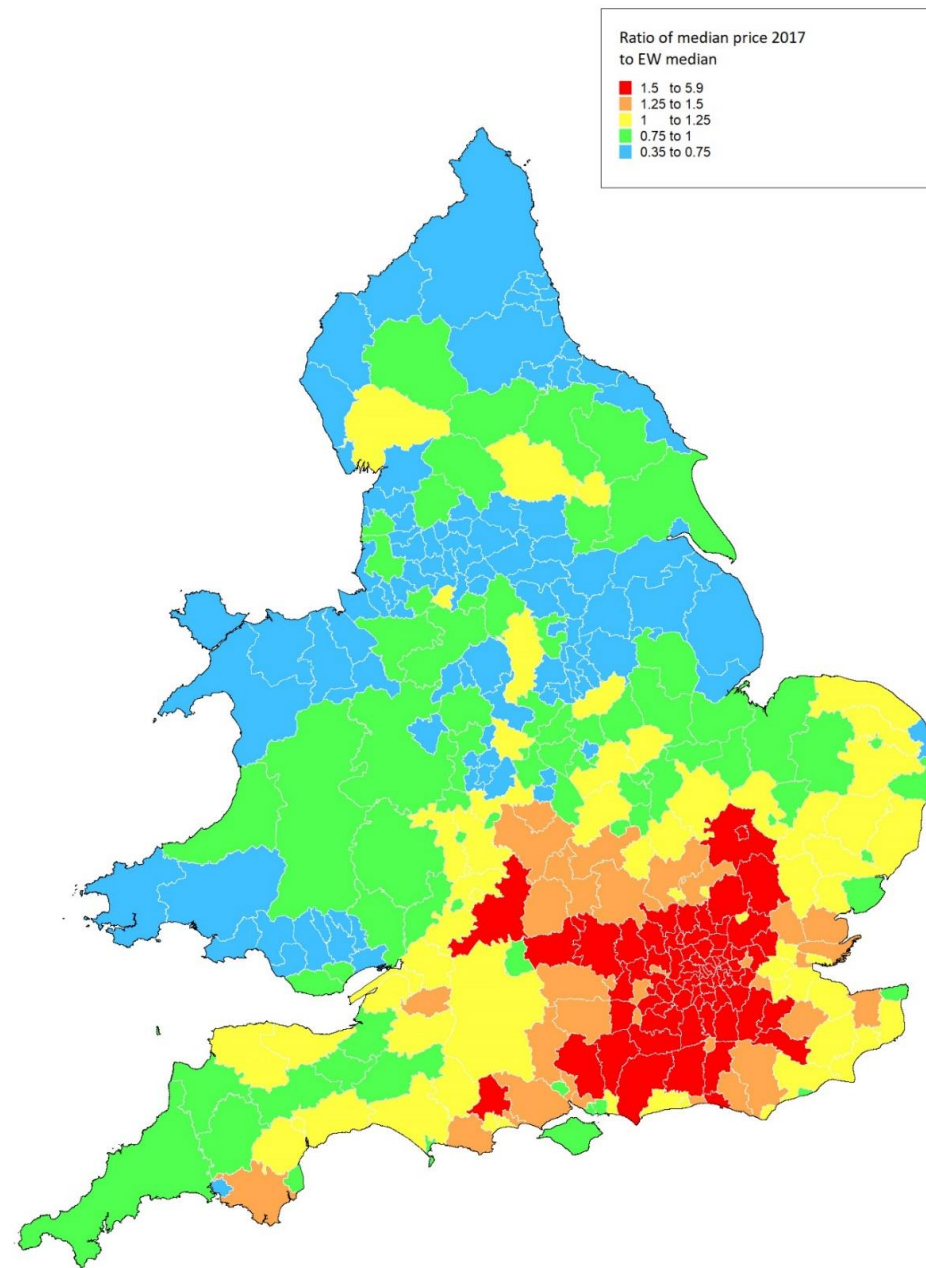 Ratio of median price 2017
to EW median
1.5 to 5.9
1.25 to 1.5
1 to 1.25
0.75 to 1
0.35 to 0.75